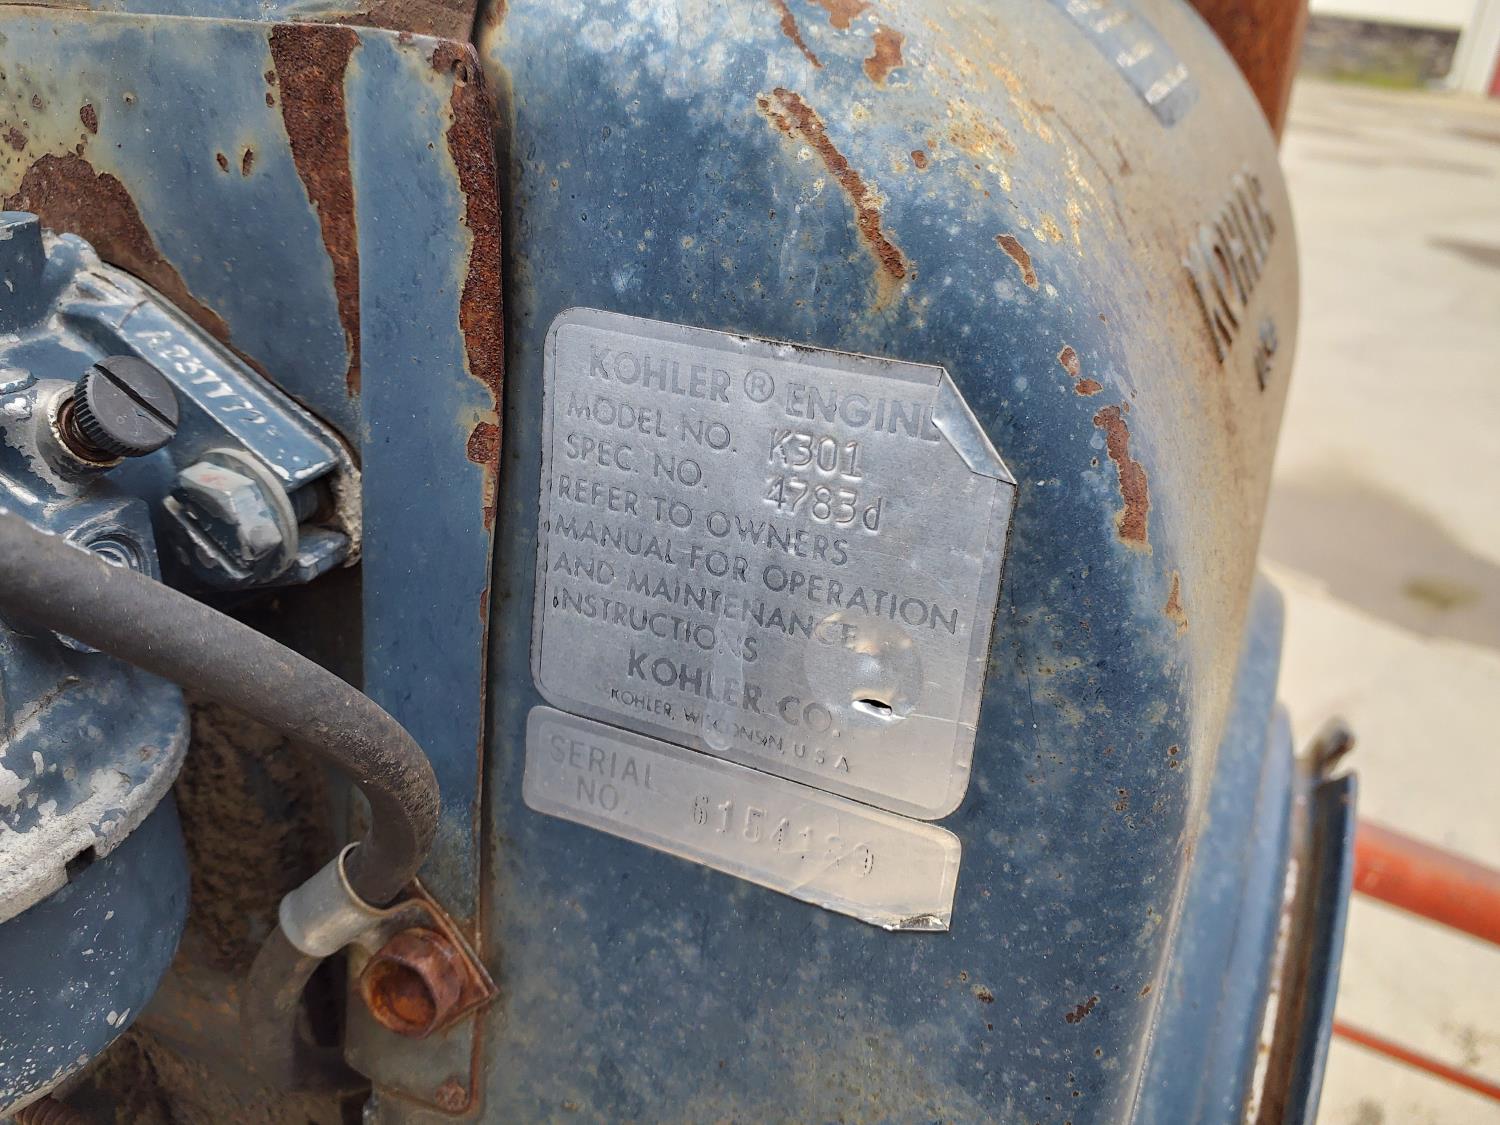 KOHLER ® ENGINE
MODEL NO. K301
SPEC. NO. 4783d
REFER TO OWNERS
MANUAL FOR OPERATION
AND MAINTENANCE
INSTRUCTIONS
KOHLER CO.
KOHLER, WISCONSIN, U.S.A
SERIAL
NO. 6154120
KOHLER